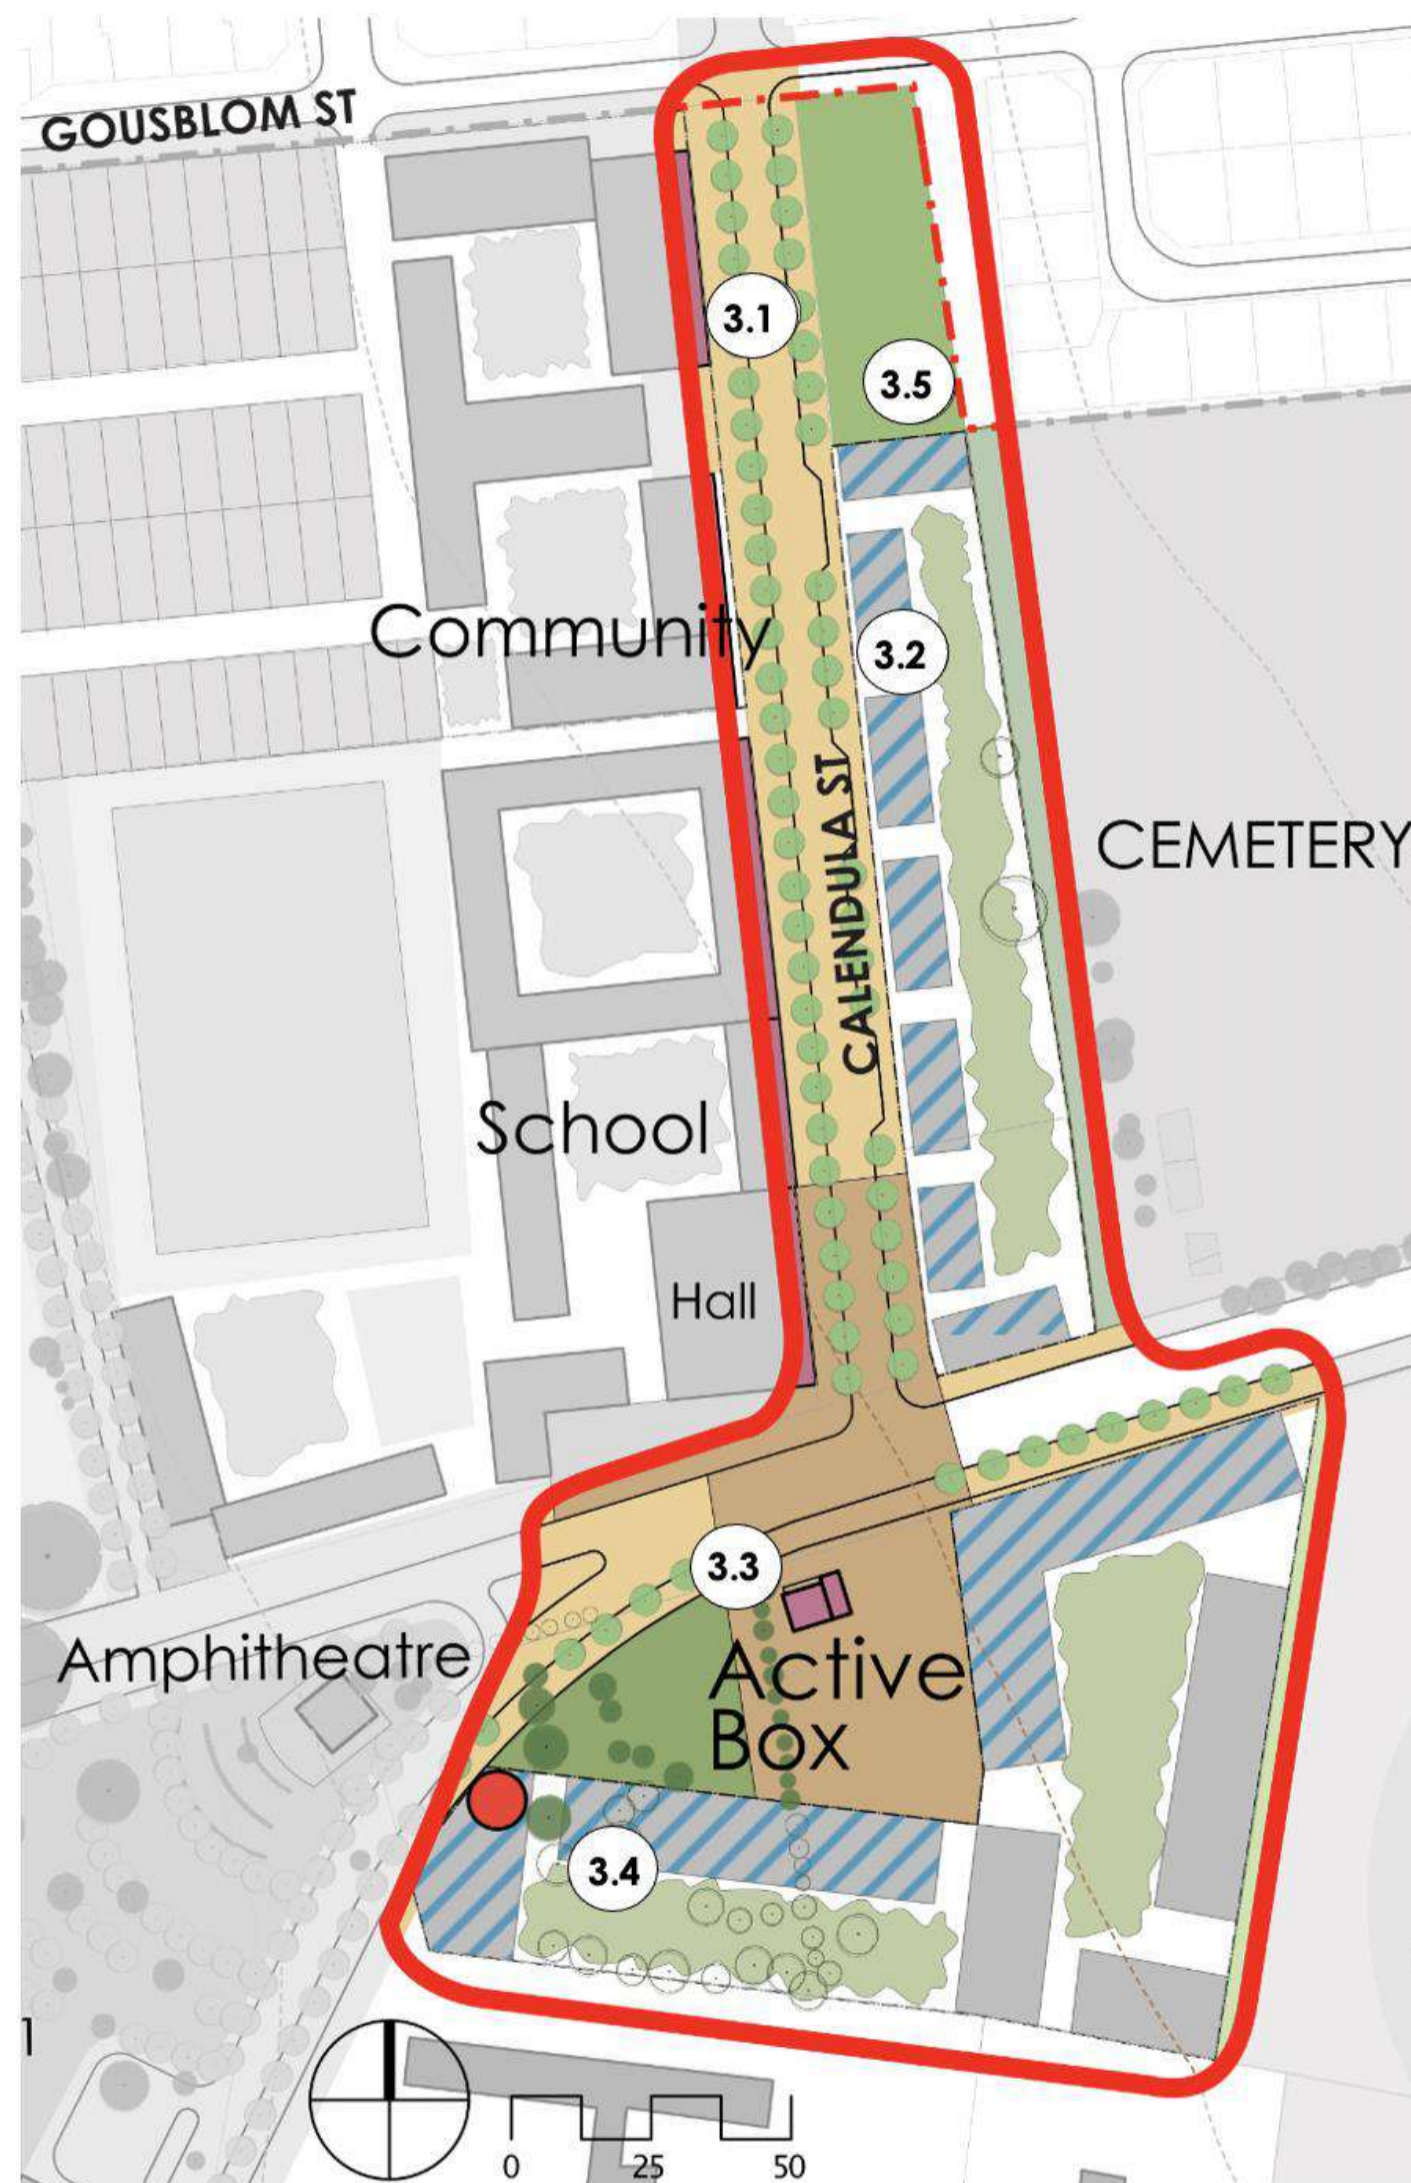 GOUSBLOM ST
3.1
3.5
Community
3.2
CALENDULA ST
CEMETERY
School
Hall
3.3
Amphitheatre
Active
Box
3.4
1
0 25 50